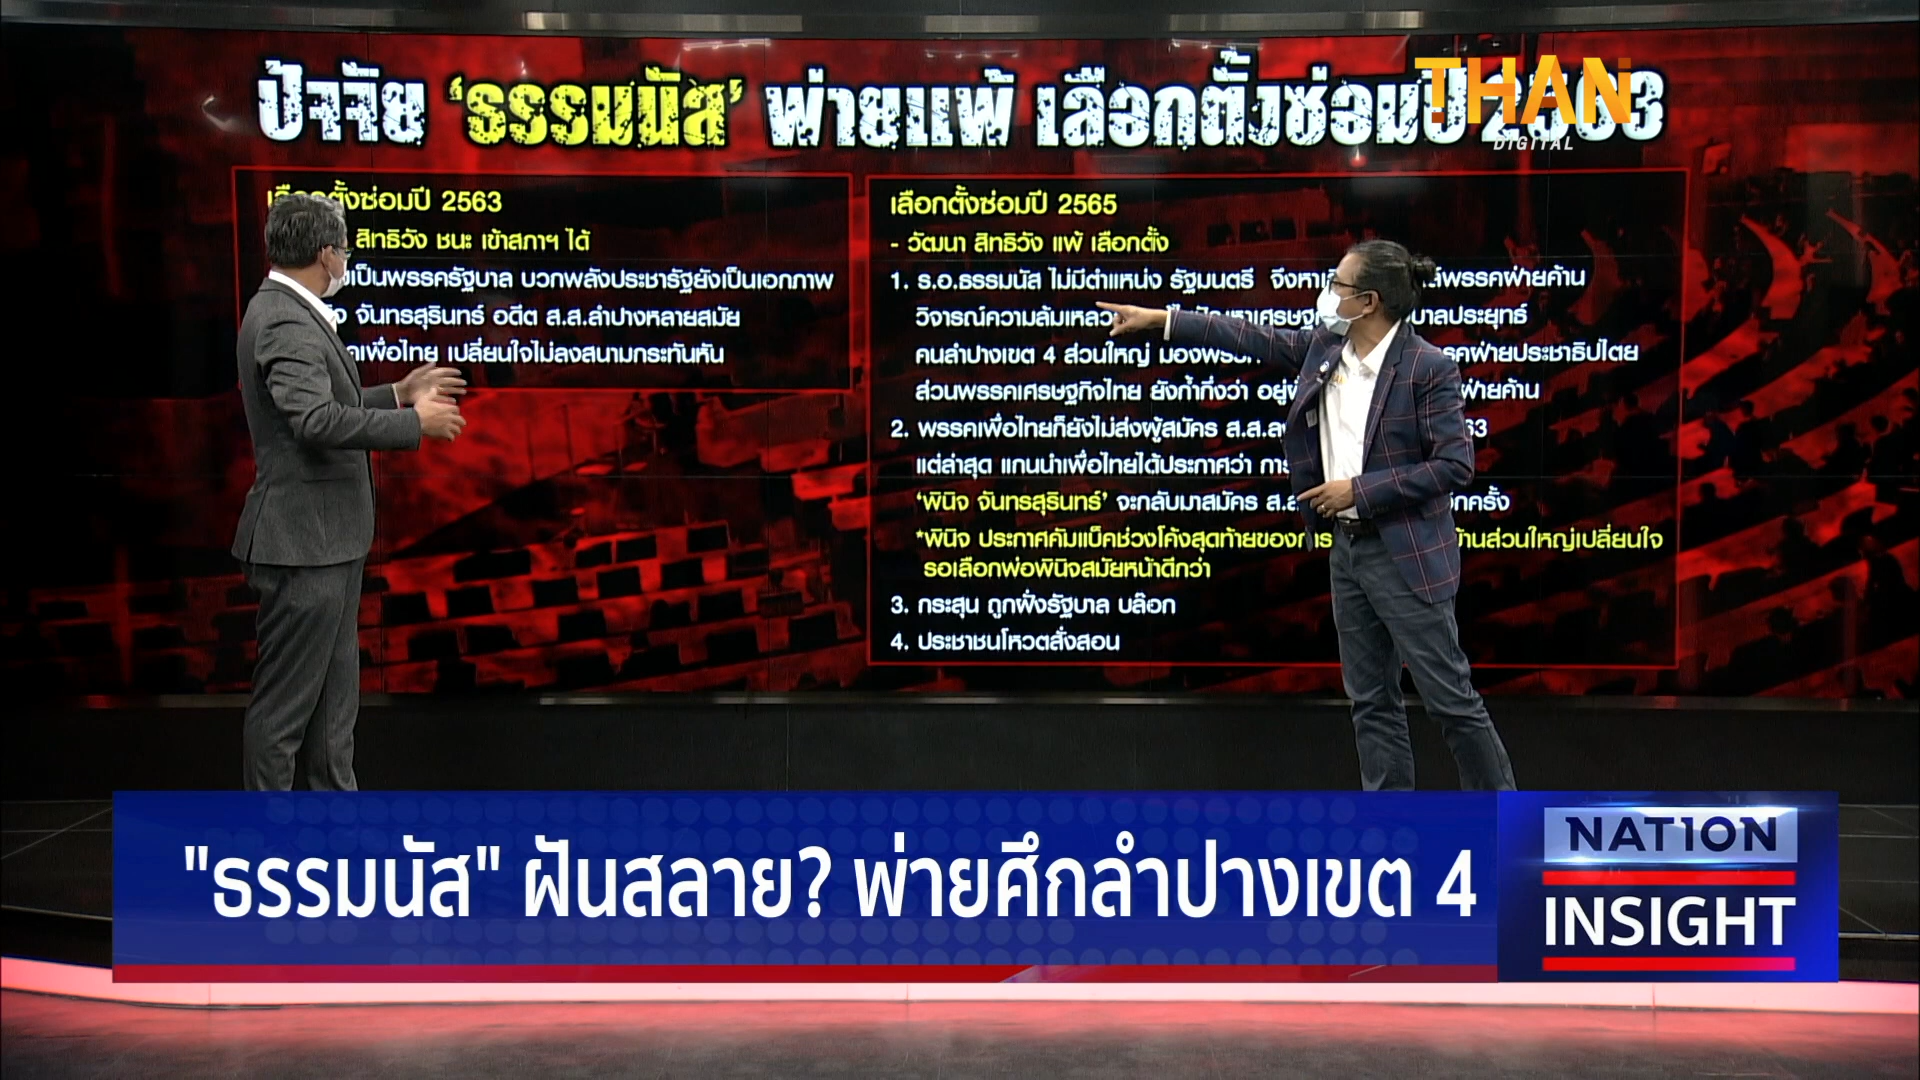 ปัจจัย 'ธรรมนัส' พ่ายแพ้ เลือกตั้งซ่อมปี 2563
THAN
DIGITAL
เลือกตั้งซ่อมปี 2563
สิทธิวัง ชนะ เข้าสภาฯ ได้
เป็นพรรครัฐบาล บวกพลังประชารัฐยังเป็นเอกภาพ
จันทรสุรินทร์ อดีต ส.ส.ลำปางหลายสมัย
เพื่อไทย เปลี่ยนใจไม่ลงสนามกระทันหัน
เลือกตั้งซ่อมปี 2565
- วัฒนา สิทธิวัง แพ้ เลือกตั้ง
1. ร.อ.ธรรมนัส ไม่มีตำแหน่ง รัฐมนตรี จึงหา พรรคฝ่ายค้าน
วิจารณ์ความล้มเหลว ประยุทธ์
คนลำปางเขต 4 ส่วนใหญ่ มอง ฝ่ายประชาธิปไตย
ส่วนพรรคเศรษฐกิจไทย ยังก้ำกึ่งว่า อยู่ ฝ่ายค้าน
2. พรรคเพื่อไทยก็ยังไม่ส่งผู้สมัคร ส.ส.
แต่ล่าสุด แกนนำเพื่อไทยได้ประกาศว่า
'พินิจ จันทรสุรินทร์' จะกลับมาสมัคร อีกครั้ง
*พินิจ ประกาศคัมแบ็คช่วงโค้งสุดท้ายของ ส่วนใหญ่เปลี่ยนใจ
รอเลือกพ่อพินิจสมัยหน้าดีกว่า
3. กระสุน ถูกฝั่งรัฐบาล บล๊อก
4. ประชาชนโหวตสั่งสอน
"ธรรมนัส" ฝันสลาย? พ่ายศึกลำปางเขต 4
NATION
INSIGHT